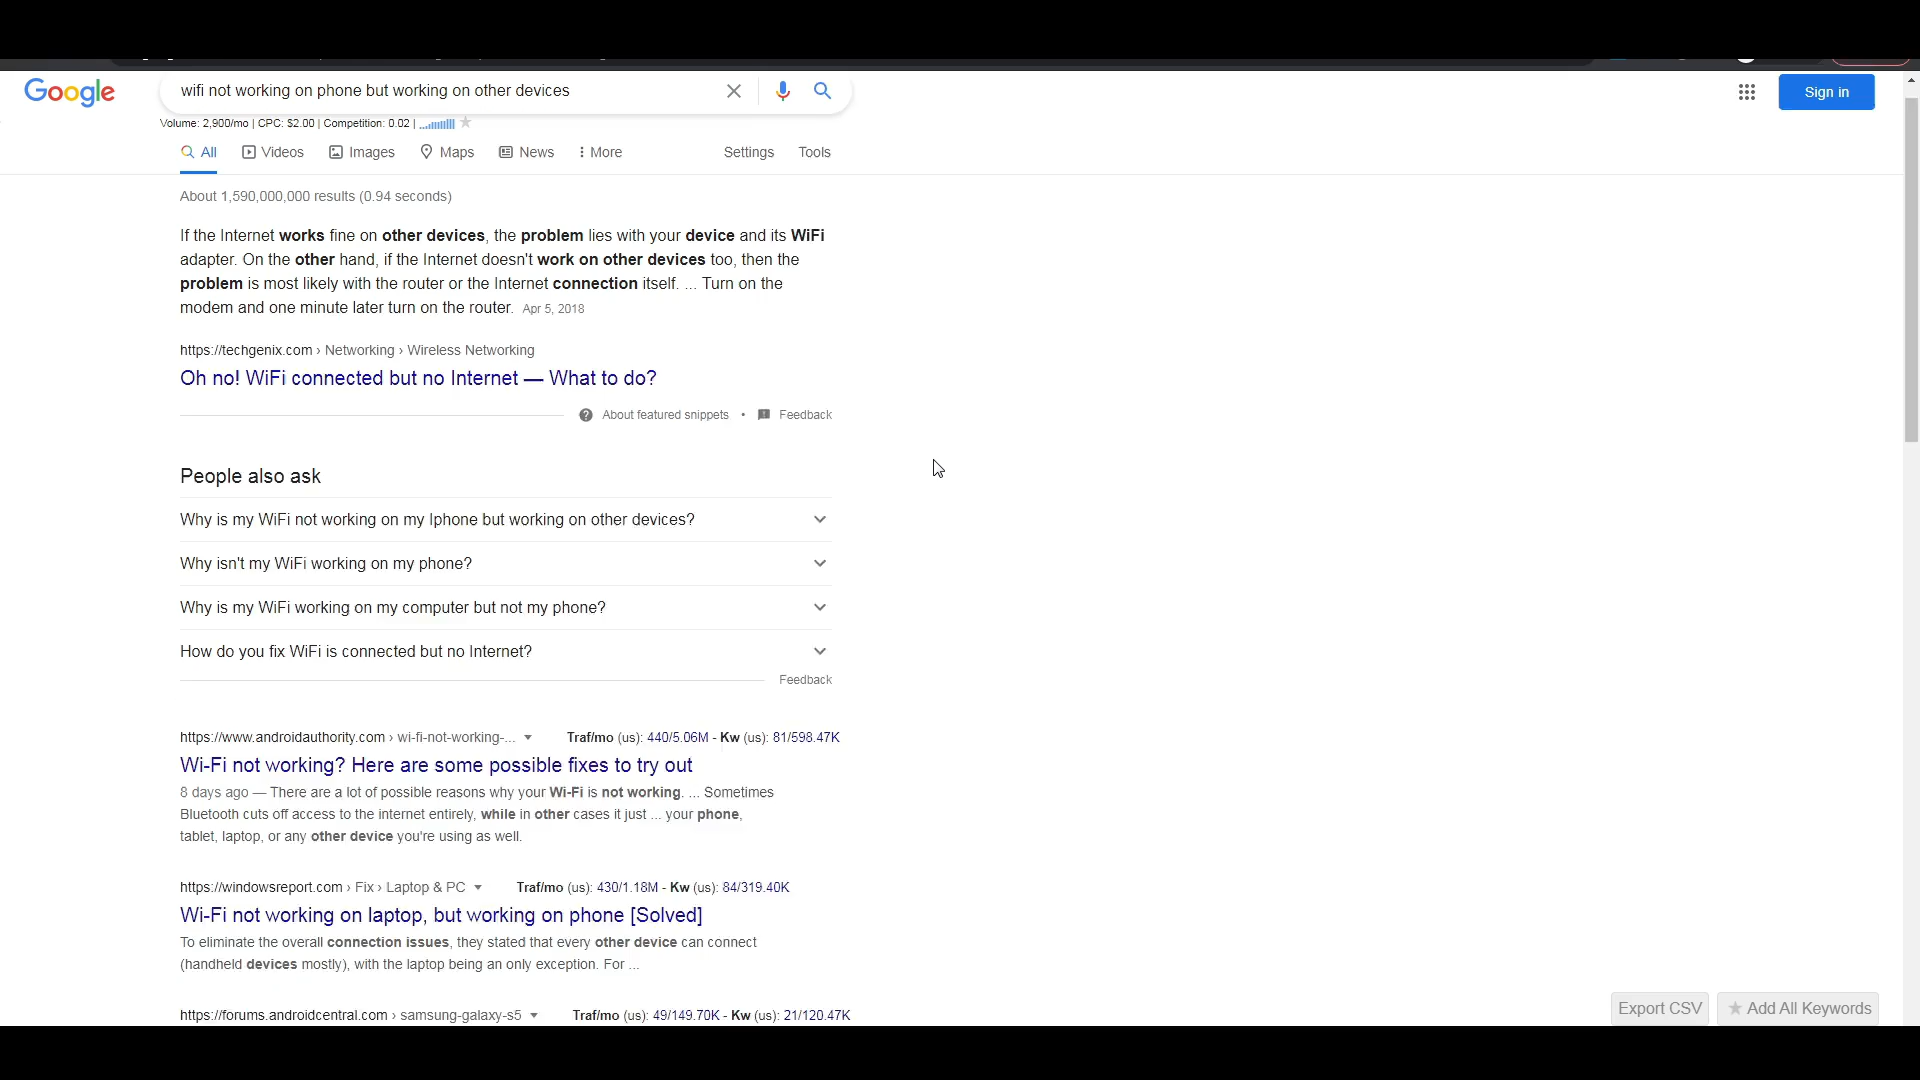 Google
wifi not working on phone but working on other devices
Sign in
Volume: 2,900/mo | CPC: $2.00 | Competition: 0.02 |
All Videos Images Maps News More Settings Tools
About 1,590,000,000 results (0.94 seconds)
If the Internet works fine on other devices, the problem lies with your device and its WiFi
adapter. On the other hand, if the Internet doesn't work on other devices too, then the
problem is most likely with the router or the Internet connection itself. ... Turn on the
modem and one minute later turn on the router. Apr 5, 2018
https://techgenix.com › Networking › Wireless Networking
Oh no! WiFi connected but no Internet — What to do?
About featured snippets • Feedback
People also ask
Why is my WiFi not working on my Iphone but working on other devices?
Why isn't my WiFi working on my phone?
Why is my WiFi working on my computer but not my phone?
How do you fix WiFi is connected but no Internet?
Feedback
https://www.androidauthority.com › wi-fi-not-working-... Traf/mo (us): 440/5.06M - Kw (us): 81/598.47K
Wi-Fi not working? Here are some possible fixes to try out
8 days ago — There are a lot of possible reasons why your Wi-Fi is not working. ... Sometimes
Bluetooth cuts off access to the internet entirely, while in other cases it just ... your phone,
tablet, laptop, or any other device you're using as well.
https://windowsreport.com › Fix › Laptop & PC Traf/mo (us): 430/1.18M - Kw (us): 84/319.40K
Wi-Fi not working on laptop, but working on phone [Solved]
To eliminate the overall connection issues, they stated that every other device can connect
(handheld devices mostly), with the laptop being an only exception. For ...
https://forums.androidcentral.com › samsung-galaxy-s5 Traf/mo (us): 49/149.70K - Kw (us): 21/120.47K
Export CSV
Add All Keywords